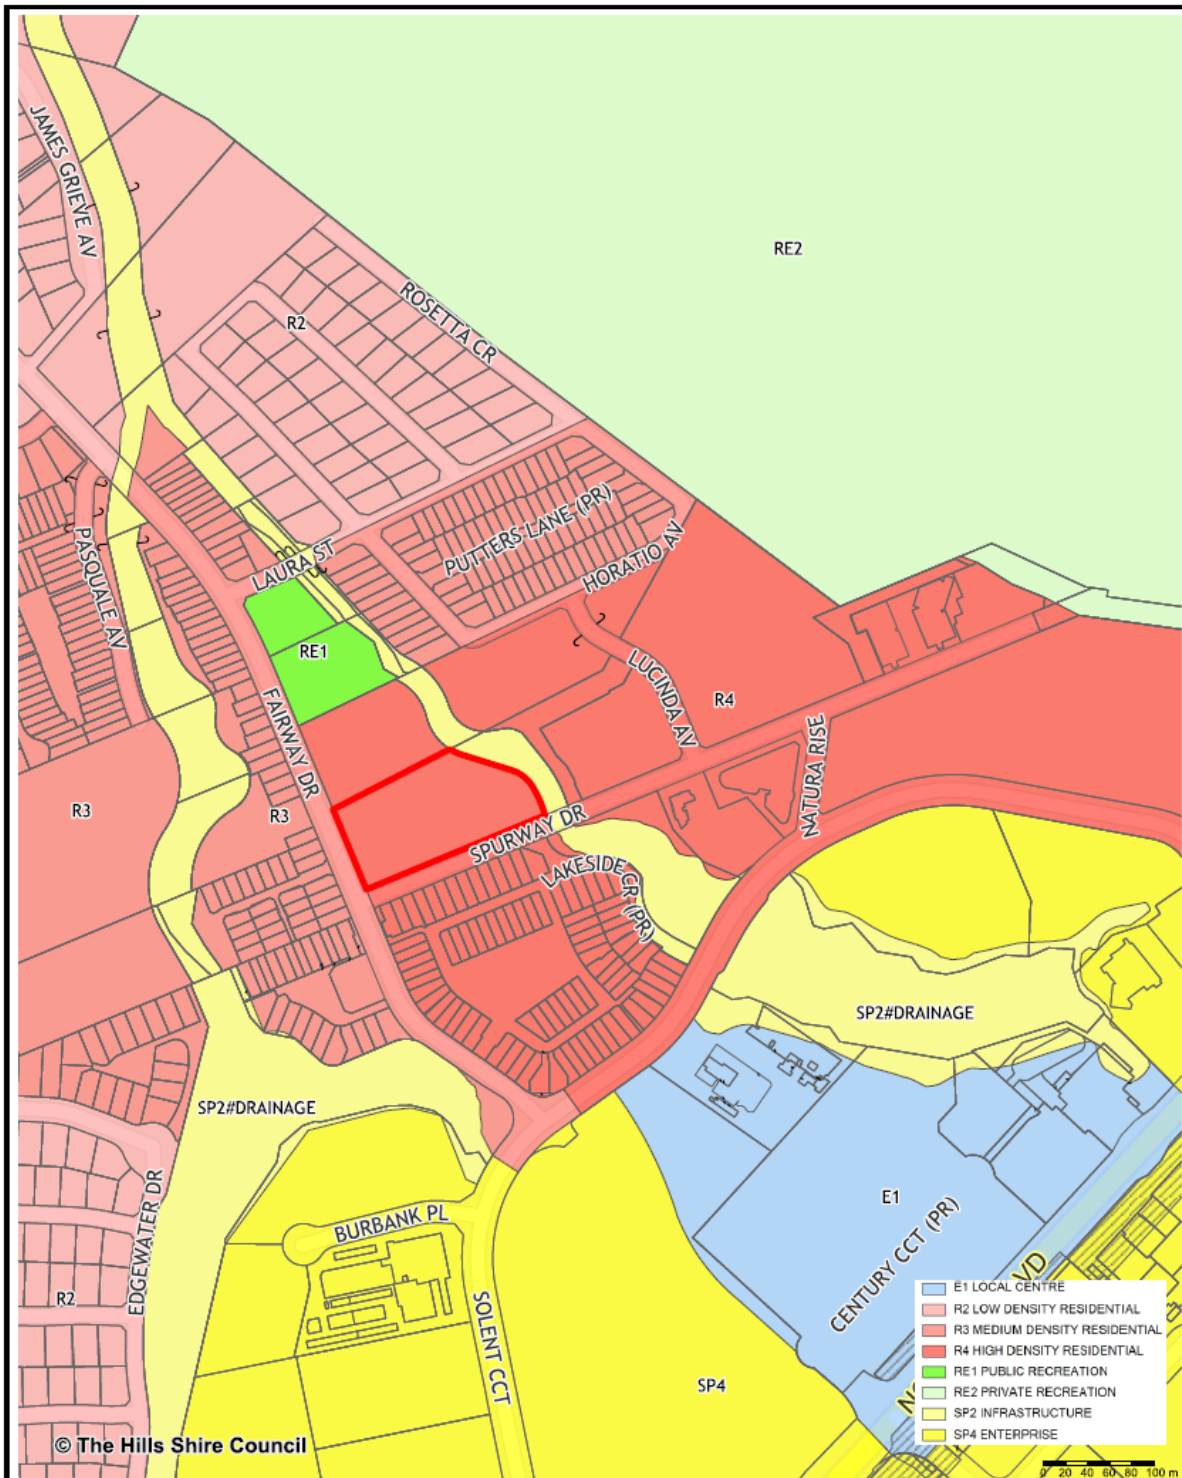 JAMES GRIEVE AV
RE2
ROSETTA CR
R2
PUTTERS LANE (PR)
LAURA ST
HORATIO AV
PASQUALE AV
RE1
LUCINDA AV
R4
FAIRWAY DR
NATURA RISE
R3
R3
SPURWAY DR
LAKESIDE CR (PR)
SP2#DRAINAGE
SP2#DRAINAGE
EDGEWATER DR
E1
BURBANK PL
CENTURY CCT (PR)
R2
SOLENT CCT
SP4
VD
E1 LOCAL CENTRE
R2 LOW DENSITY RESIDENTIAL
R3 MEDIUM DENSITY RESIDENTIAL
R4 HIGH DENSITY RESIDENTIAL
RE1 PUBLIC RECREATION
RE2 PRIVATE RECREATION
SP2 INFRASTRUCTURE
SP4 ENTERPRISE
© The Hills Shire Council
0 20 40 60 80 100 m